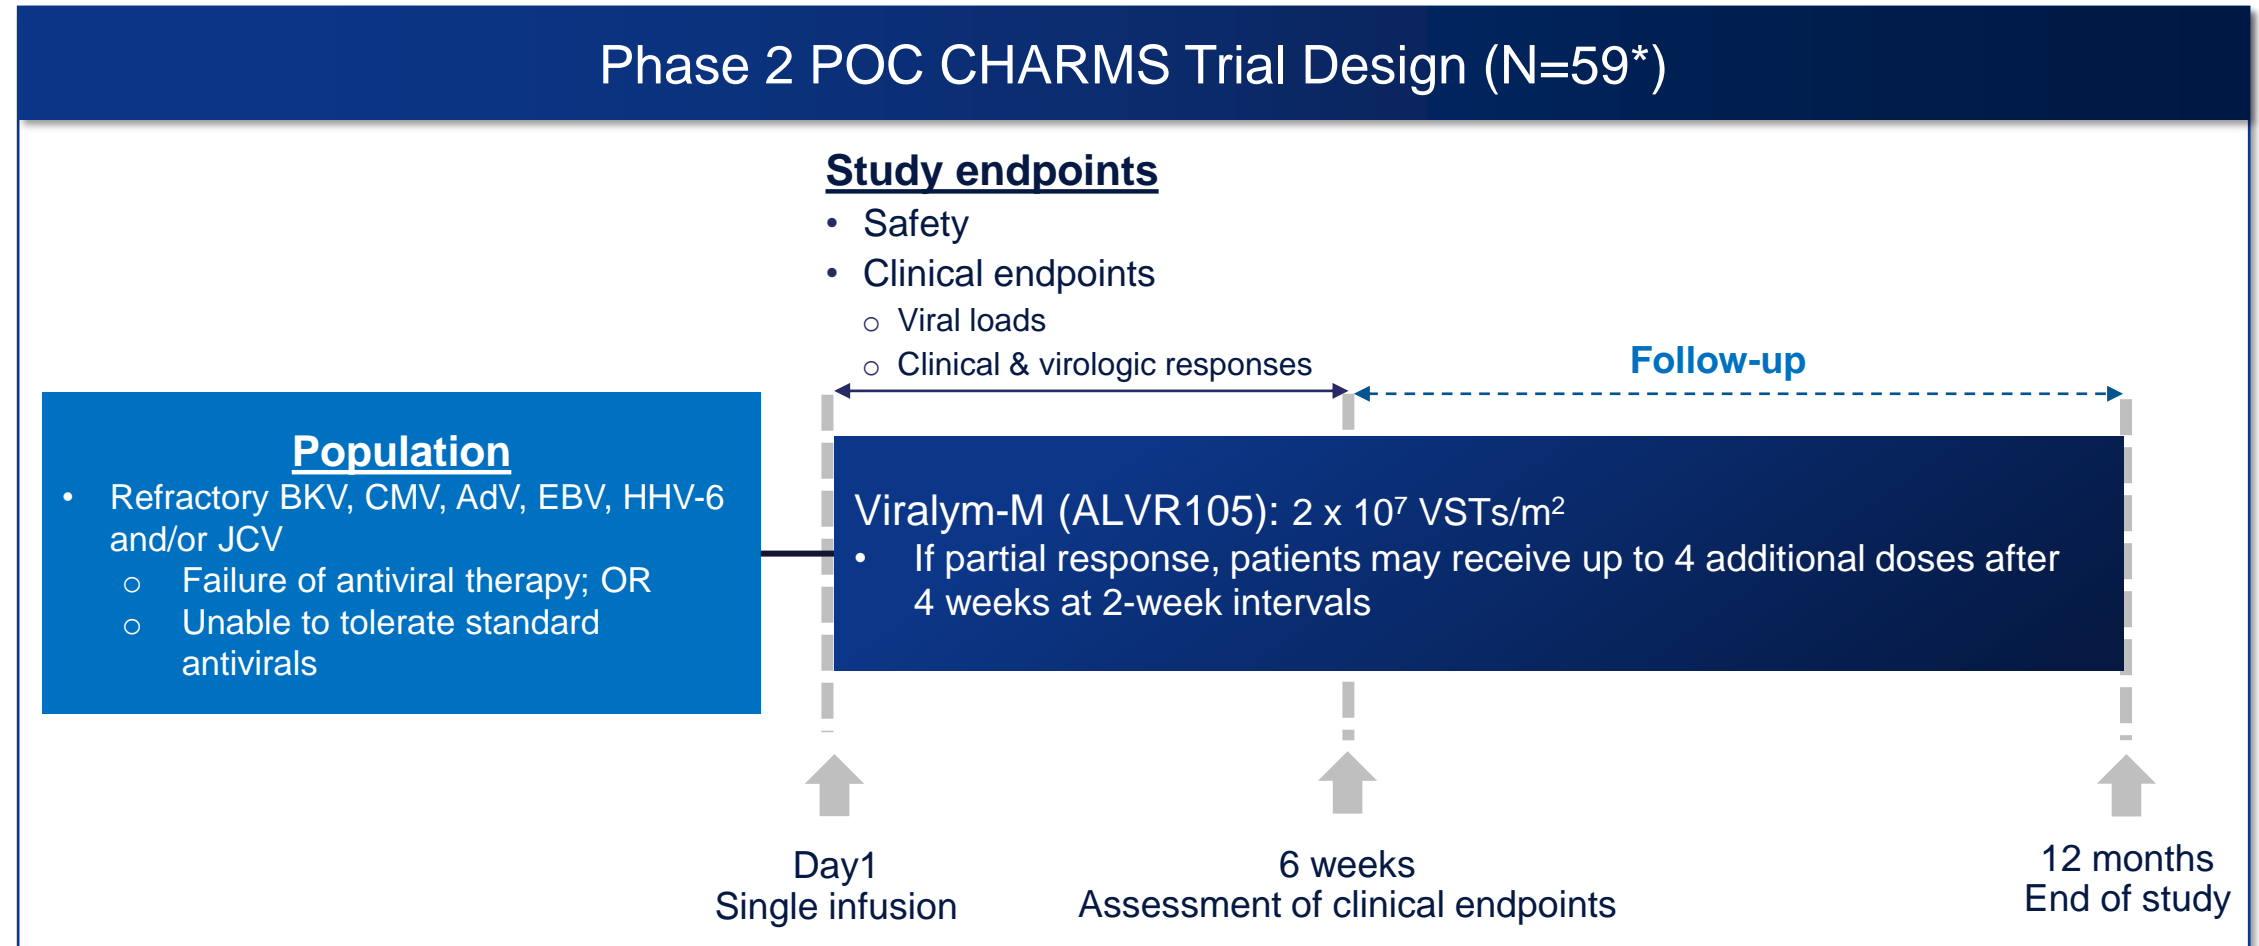 Phase 2 POC CHARMS Trial Design (N=59*)
Study endpoints
• Safety
• Clinical endpoints
○ Viral loads
○ Clinical & virologic responses
Follow-up
Population
• Refractory BKV, CMV, AdV, EBV, HHV-6
and/or JCV
○ Failure of antiviral therapy; OR
○ Unable to tolerate standard
antivirals
Viralym-M (ALVR105): 2 x 10⁷ VSTs/m²
• If partial response, patients may receive up to 4 additional doses after
4 weeks at 2-week intervals
Day1
Single infusion
6 weeks
Assessment of clinical endpoints
12 months
End of study